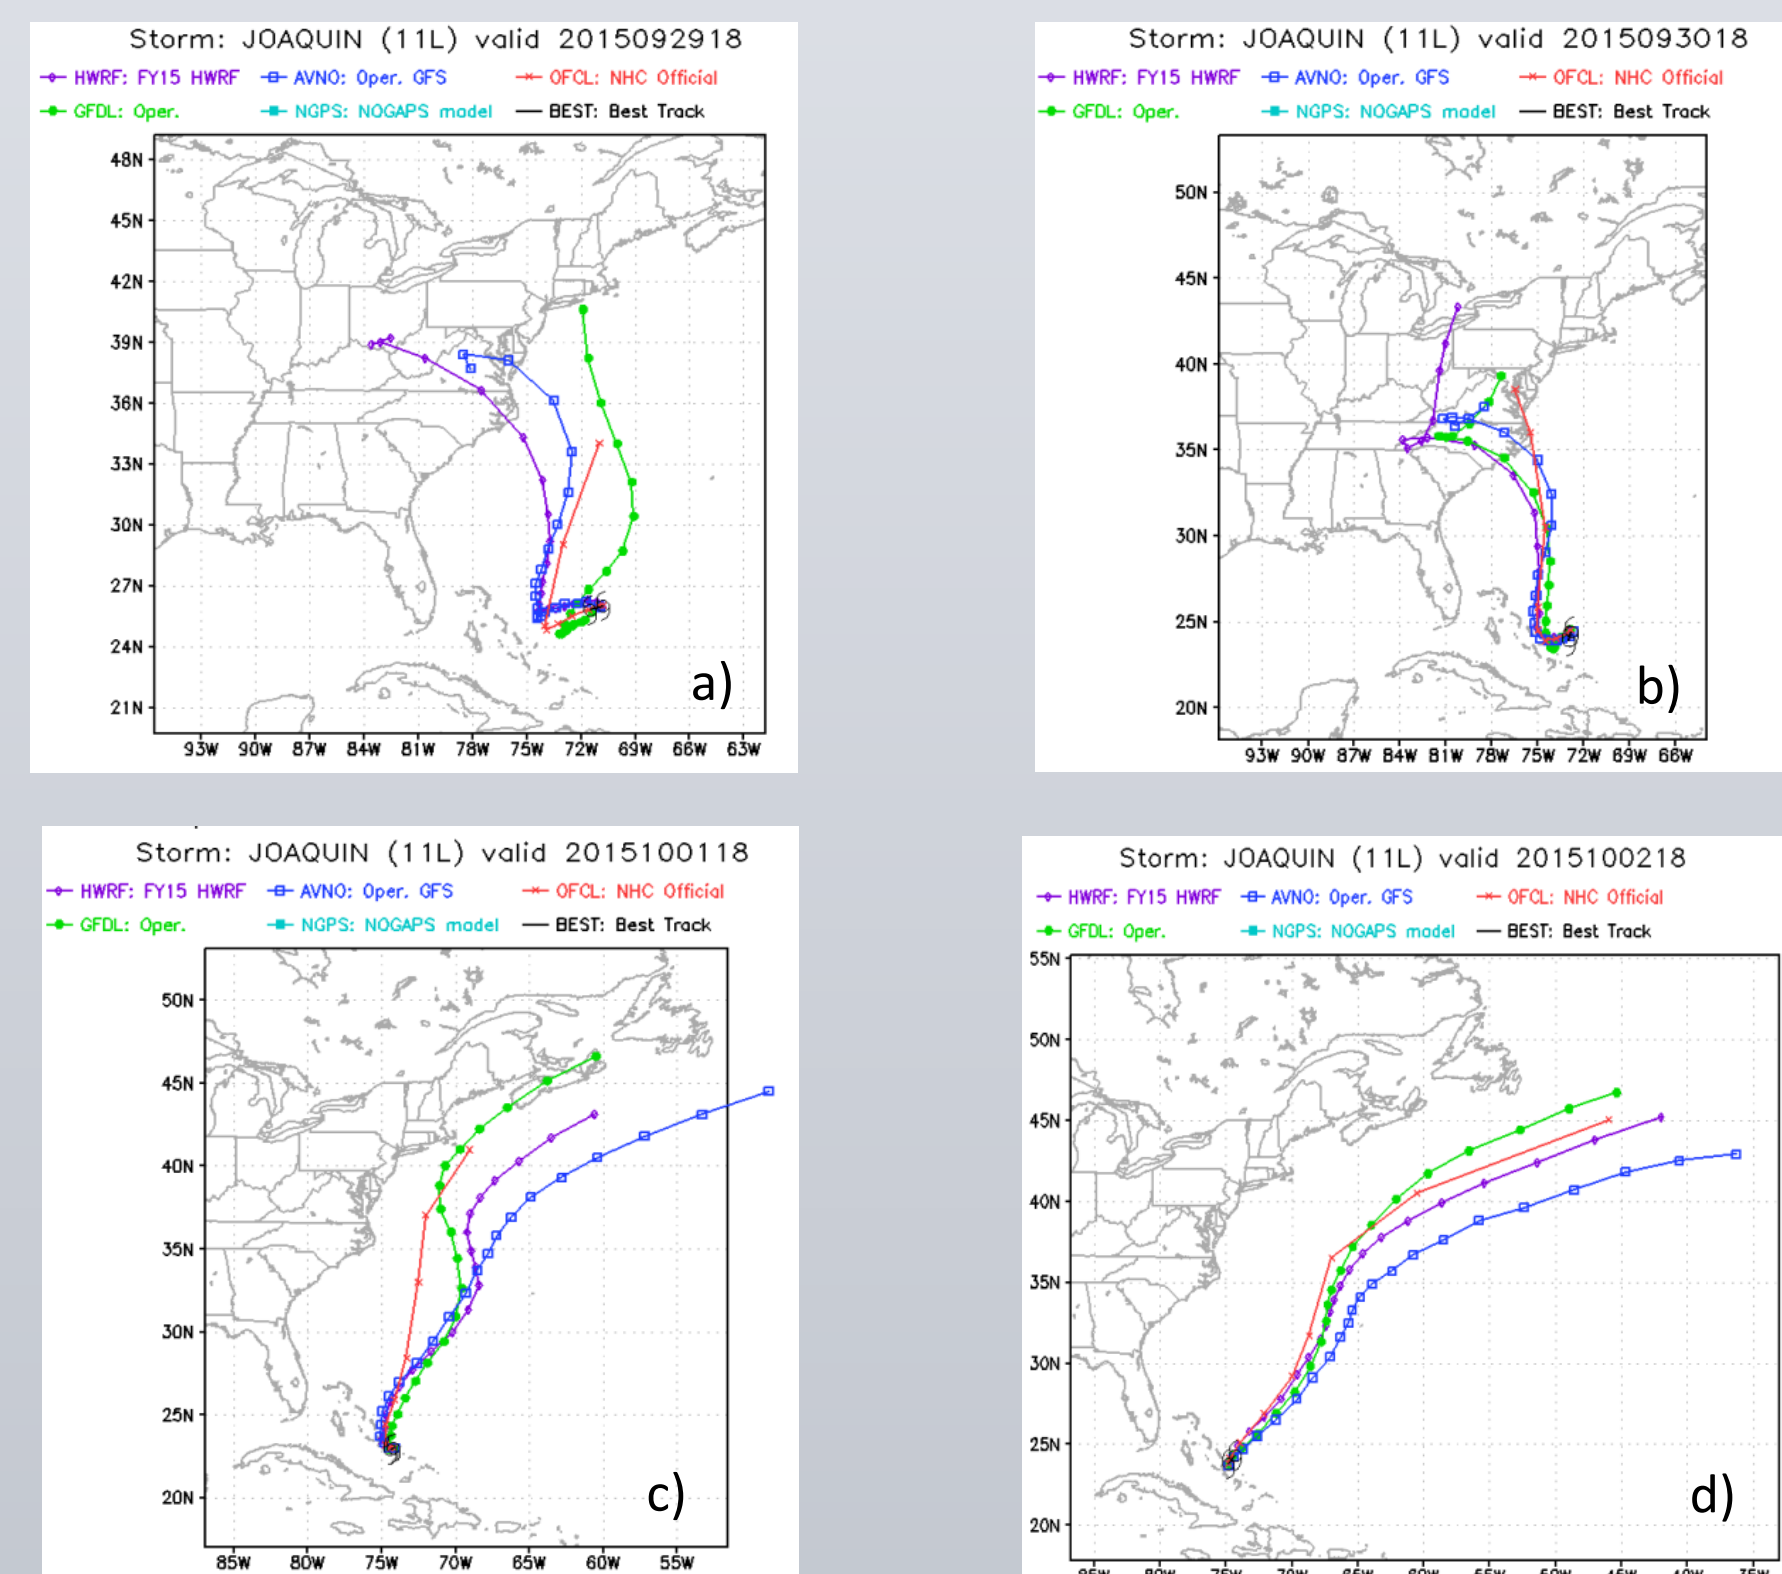 Storm: JOAQUIN (11L) valid 2015092918
HWRF: FY15 HWRF AVNO: Oper. GFS OFCL: NHC Official
GFDL: Oper. NGPS: NOGAPS model BEST: Best Track
48N
45N
42N
39N
36N
33N
30N
27N
24N
21N
93W 90W 87W 84W 81W 78W 75W 72W 69W 66W 63W
a)
Storm: JOAQUIN (11L) valid 2015093018
HWRF: FY15 HWRF AVNO: Oper. GFS OFCL: NHC Official
GFDL: Oper. NGPS: NOGAPS model BEST: Best Track
50N
45N
40N
35N
30N
25N
20N
93W 90W 87W 84W 81W 78W 75W 72W 69W 66W
b)
Storm: JOAQUIN (11L) valid 2015100118
HWRF: FY15 HWRF AVNO: Oper. GFS OFCL: NHC Official
GFDL: Oper. NGPS: NOGAPS model BEST: Best Track
50N
45N
40N
35N
30N
25N
20N
85W 80W 75W 70W 65W 60W 55W
c)
Storm: JOAQUIN (11L) valid 2015100218
HWRF: FY15 HWRF AVNO: Oper. GFS OFCL: NHC Official
GFDL: Oper. NGPS: NOGAPS model BEST: Best Track
55N
50N
45N
40N
35N
30N
25N
20N
d)